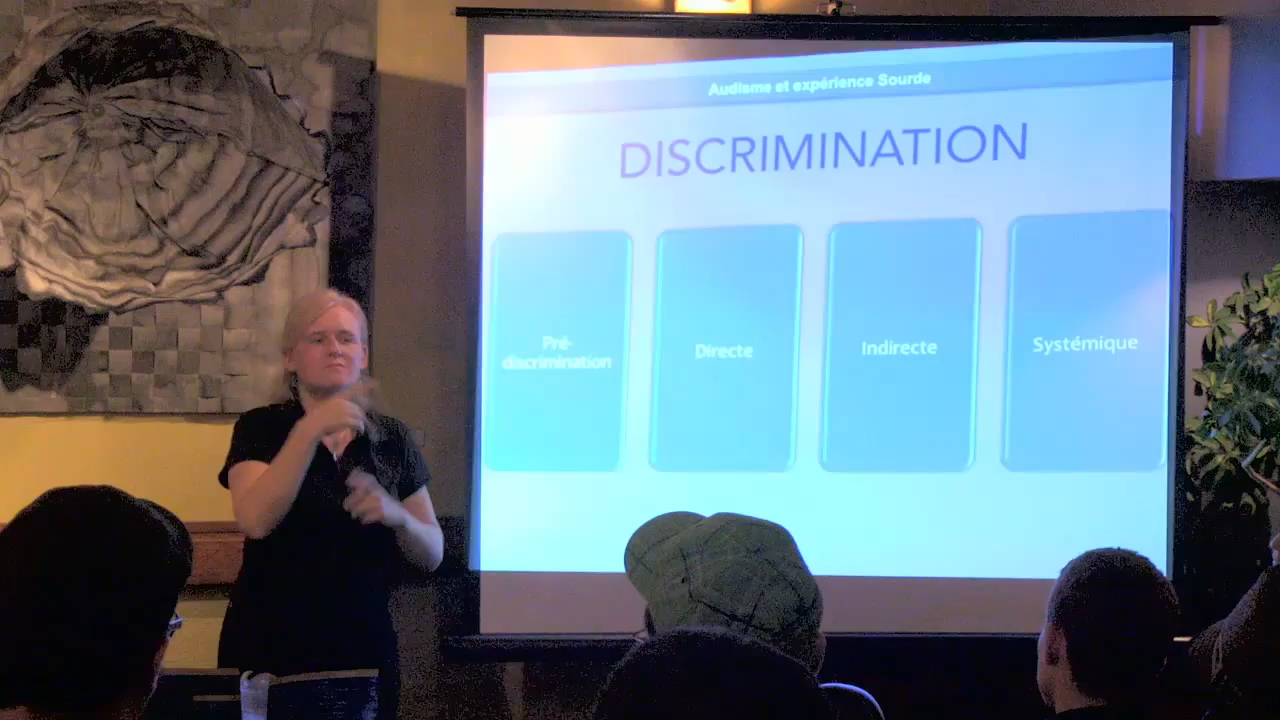 Audisme et expérience Sourde
DISCRIMINATION
Pré-
discrimination
Directe
Indirecte
Systémique